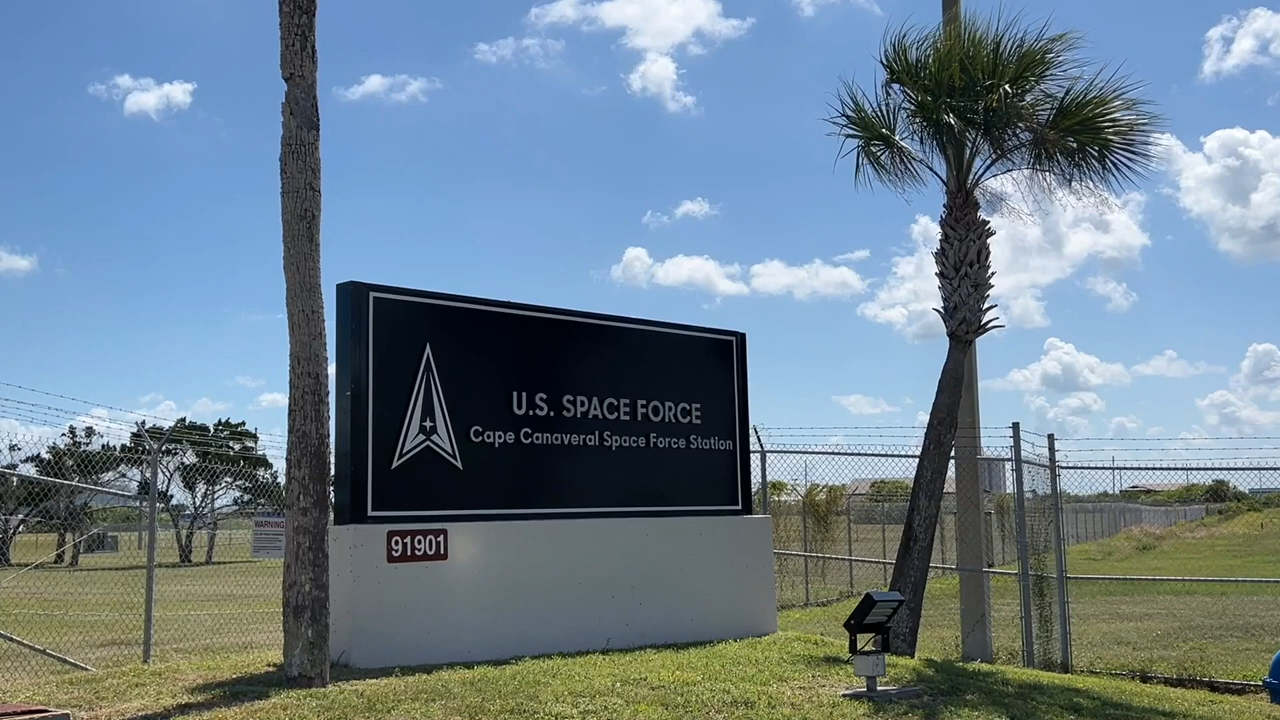 U.S. SPACE FORCE
Cape Canaveral Space Force Station
91901
WARNING